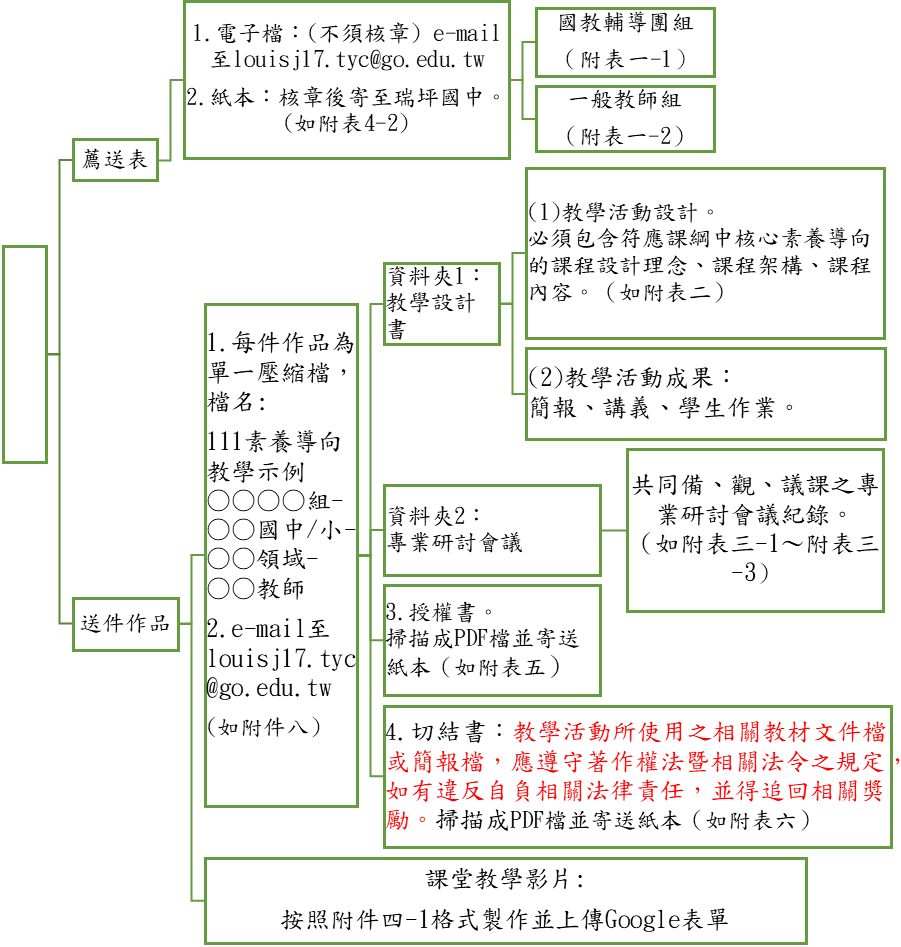 薦送表
1.電子檔：(不須核章) e-mail
至louisj17.tyc@go.edu.tw
2.紙本：核章後寄至瑞坪國中。
(如附表4-2)
國教輔導團組
（附表一-1）
一般教師組
（附表一-2）
送件作品
1.每件作品為
單一壓縮檔，
檔名:
111素養導向
教學示例
○○○○組-
○○國中/小-
○○領域-
○○教師
2.e-mail至
louisj17.tyc
@go.edu.tw
(如附件八)
資料夾1：
教學設計
書
(1)教學活動設計。
必須包含符應課綱中核心素養導向
的課程設計理念、課程架構、課程
內容。（如附表二）
(2)教學活動成果：
簡報、講義、學生作業。
資料夾2：
專業研討會議
共同備、觀、議課之專
業研討會議紀錄。
（如附表三-1～附表三
-3）
3.授權書。
掃描成PDF檔並寄送
紙本（如附表五）
4.切結書：教學活動所使用之相關教材文件檔
或簡報檔，應遵守著作權法暨相關法令之規定，
如有違反自負相關法律責任，並得追回相關獎
勵。掃描成PDF檔並寄送紙本（如附表六）
課堂教學影片:
按照附件四-1格式製作並上傳Google表單